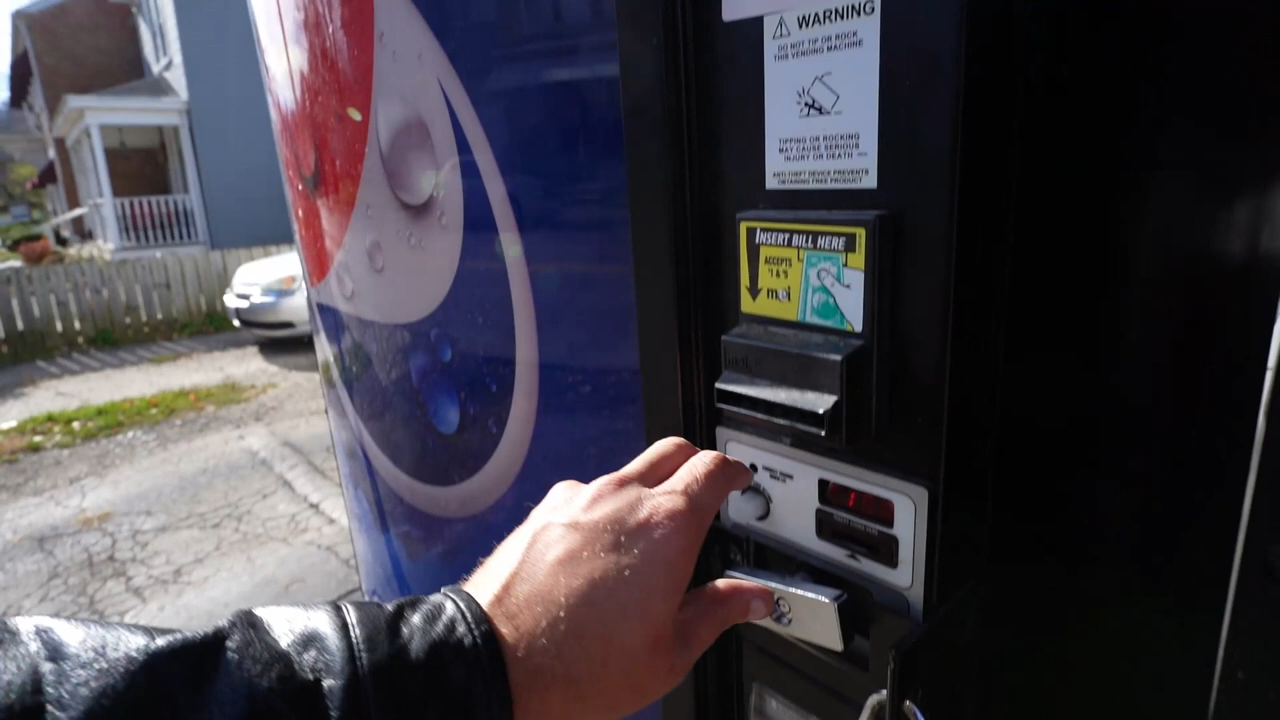 WARNING
DO NOT TIP OR ROCK
THIS VENDING MACHINE
TIPPING OR ROCKING
MAY CAUSE SERIOUS
INJURY OR DEATH
ANTI-THEFT DEVICE PREVENTS
OBTAINING FREE PRODUCT
INSERT BILL HERE
ACCEPTS
$1 & $5
mei